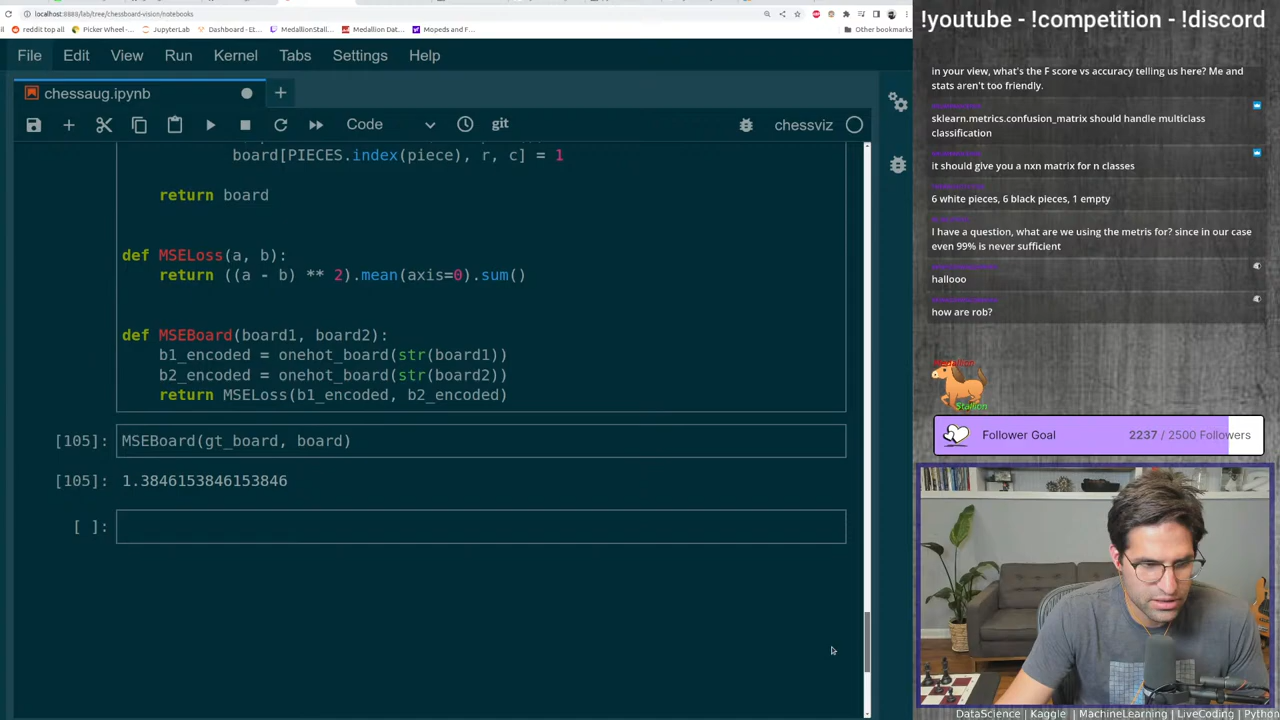 localhost:8888/lab/tree/chessboard-vision/notebooks
reddit top all
Picker Wheel -...
JupyterLab
Dashboard - Et...
MedallionStall...
Medallion Dat...
Mopeds and F...
Other bookmarks
File Edit View Run Kernel Tabs Settings Help
chessaug.ipynb
Code
git
chessviz
board[PIECES.index(piece), r, c] = 1
return board
def MSELoss(a, b):
return ((a - b) ** 2).mean(axis=0).sum()
def MSEBoard(board1, board2):
b1_encoded = onehot_board(str(board1))
b2_encoded = onehot_board(str(board2))
return MSELoss(b1_encoded, b2_encoded)
[105]: MSEBoard(gt_board, board)
[105]: 1.3846153846153846
[ ]:
!youtube - !competition - !discord
in your view, what's the F score vs accuracy telling us here? Me and
stats aren't too friendly.
sklearn.metrics.confusion_matrix should handle multiclass
classification
it should give you a nxn matrix for n classes
6 white pieces, 6 black pieces, 1 empty
I have a question, what are we using the metris for? since in our case
even 99% is never sufficient
hallooo
how are rob?
Medallion
Stallion
Follower Goal 2237 / 2500 Followers
DataScience | Kaggle | MachineLearning | LiveCoding | Python